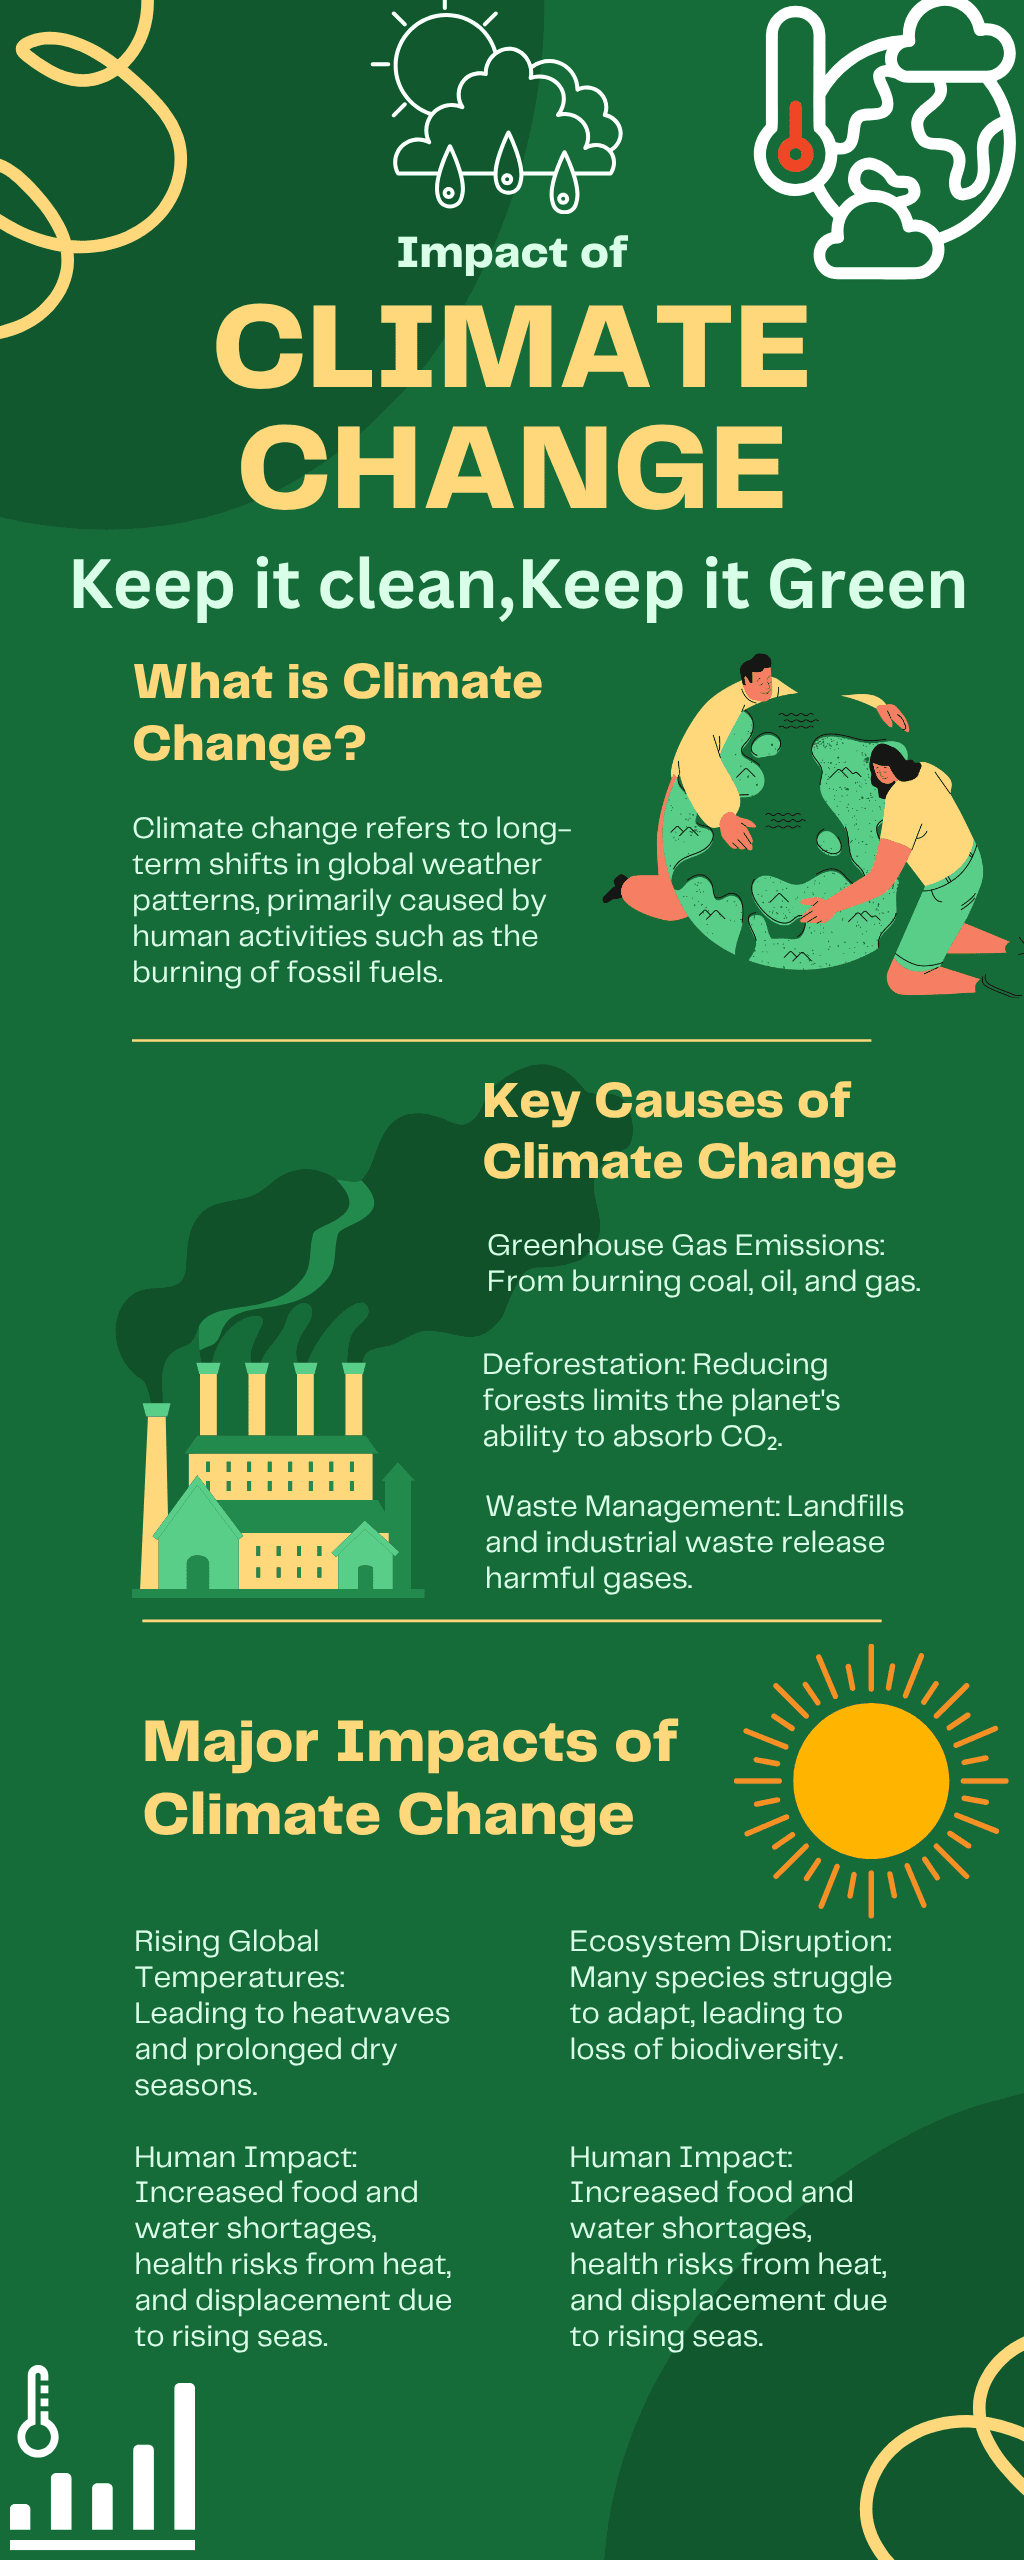 Impact of
CLIMATE
CHANGE
Keep it clean,Keep it Green
What is Climate
Change?
Climate change refers to long-
term shifts in global weather
patterns, primarily caused by
human activities such as the
burning of fossil fuels.
Key Causes of
Climate Change
Greenhouse Gas Emissions:
From burning coal, oil, and gas.
Deforestation: Reducing
forests limits the planet's
ability to absorb CO₂.
Waste Management: Landfills
and industrial waste release
harmful gases.
Major Impacts of
Climate Change
Rising Global
Temperatures:
Leading to heatwaves
and prolonged dry
seasons.
Ecosystem Disruption:
Many species struggle
to adapt, leading to
loss of biodiversity.
Human Impact:
Increased food and
water shortages,
health risks from heat,
and displacement due
to rising seas.
Human Impact:
Increased food and
water shortages,
health risks from heat,
and displacement due
to rising seas.